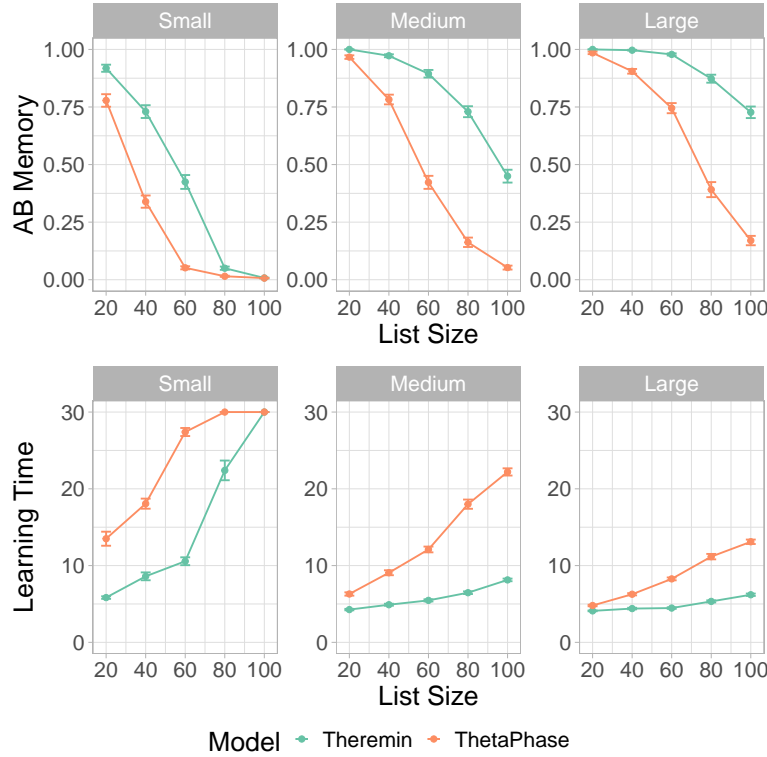 Small Medium Large
AB Memory
1.00 1.00 1.00
0.75 0.75 0.75
0.50 0.50 0.50
0.25 0.25 0.25
0.00 0.00 0.00
20 40 60 80 100 20 40 60 80 100 20 40 60 80 100
List Size
Small Medium Large
Learning Time
30 30 30
20 20 20
10 10 10
0 0 0
20 40 60 80 100 20 40 60 80 100 20 40 60 80 100
List Size
Model Theremin ThetaPhase